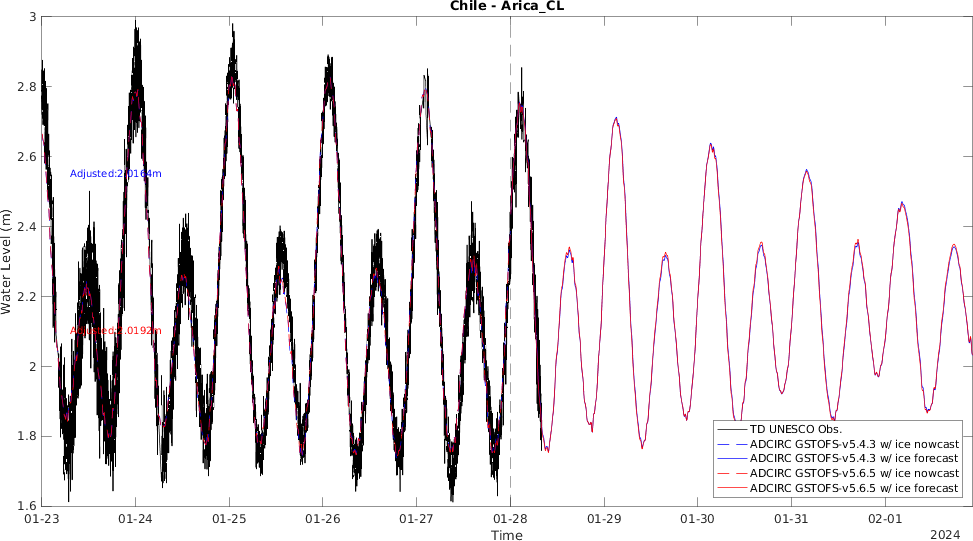 Chile - Arica_CL
3
2.8
2.6
2.4
2.2
2
1.8
1.6
Water Level (m)
Adjusted:2.0164m
Adjusted:2.0192m
TD UNESCO Obs.
ADCIRC GSTOFS-v5.4.3 w/ ice nowcast
ADCIRC GSTOFS-v5.4.3 w/ ice forecast
ADCIRC GSTOFS-v5.6.5 w/ ice nowcast
ADCIRC GSTOFS-v5.6.5 w/ ice forecast
01-23 01-24 01-25 01-26 01-27 01-28 01-29 01-30 01-31 02-01
Time
2024